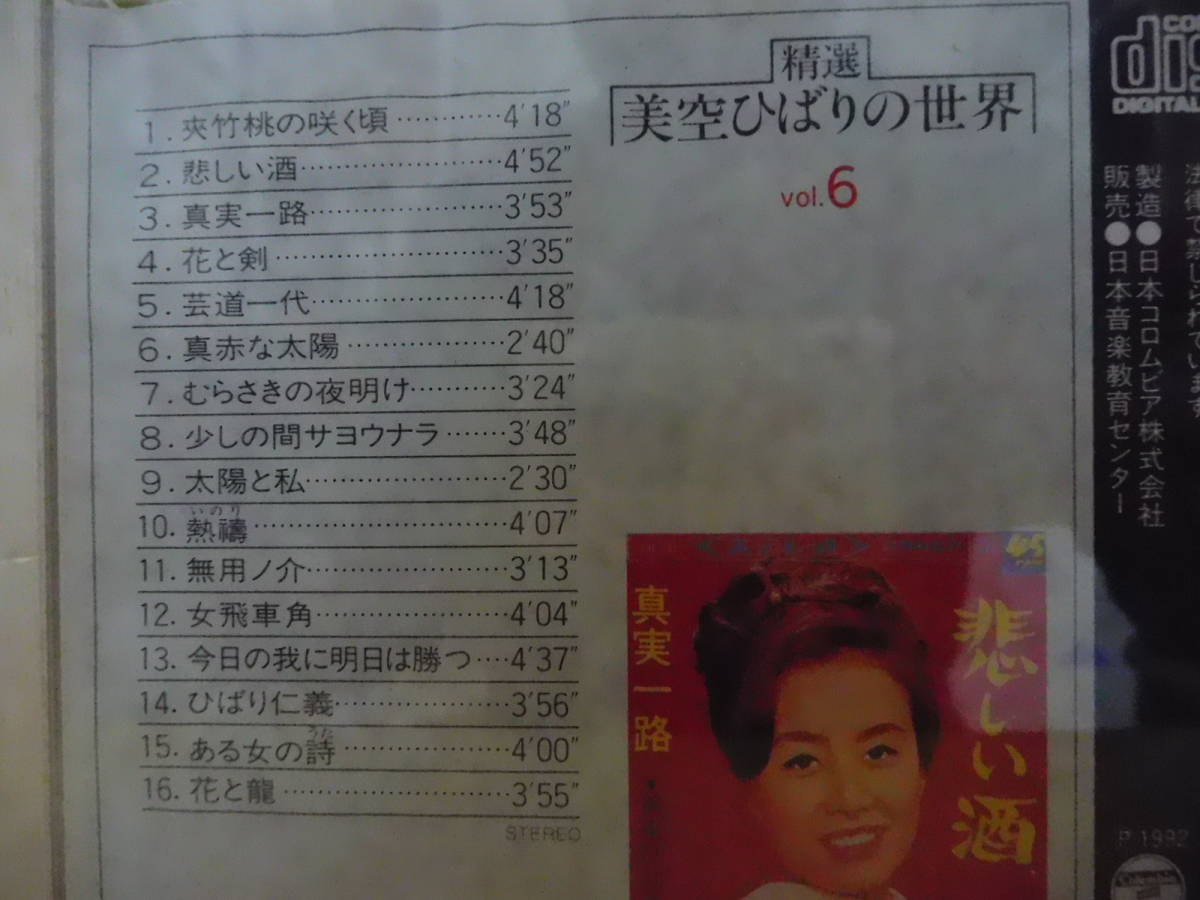 精選
美空ひばりの世界
vol.6
1.夾竹桃の咲く頃…………4'18"
2.悲しい酒……………………4'52"
3.真実一路……………………3'53"
4.花と剣………………………3'35"
5.芸道一代……………………4'18"
6.真赤な太陽…………………2'40"
7.むらさきの夜明け…………3'24"
8.少しの間サヨウナラ………3'48"
9.太陽と私……………………2'30"
いのり
10.熱禱…………………………4'07"
11.無用ノ介……………………3'13"
12.女飛車角……………………4'04"
13.今日の我に明日は勝つ……4'37"
14.ひばり仁義…………………3'56"
うた
15.ある女の詩…………………4'00"
16.花と龍………………………3'55"
STEREO
悲しい酒
真実一路
45
DIGITAL
製造●日本コロムビア株式会社
販売●日本音楽教育センター
P 1992
Columbia